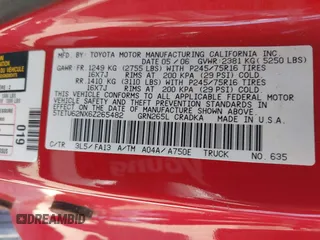 BY: TOYOTA MOTOR MANUFACTURING CALIFORNIA INC.
DATE 05 / 06 GVWR: 2381 KG ( 5250 LBS)
GAWR:FR 1249 KG (2755 LBS) WITH P245/75R16 TIRES
16X7J RIMS AT 200 KPA (29 PSI) COLD.
RR:1410 KG (3110 LBS) WITH P245/75R16 TIRES
16X7J RIMS AT 200 KPA (29 PSI) COLD.
THIS VEHICLE CONFORMS TO ALL APPLICABLE FEDERAL MOTOR
VEHICLE SAFETY AND BUMPER STANDARDS
AND THEFT PREVENTION STANDARDS IN EFFECT ON THE DATE OF
MANUFACTURE SHOWN ABOVE.
5TETU62NX6Z265482 GRN265L CRADKA
MADE IN U.S.A.
C/TR 3L5/FA13 A/TM A04A/A750E TRUCK NO. 635
019
DREAMBID